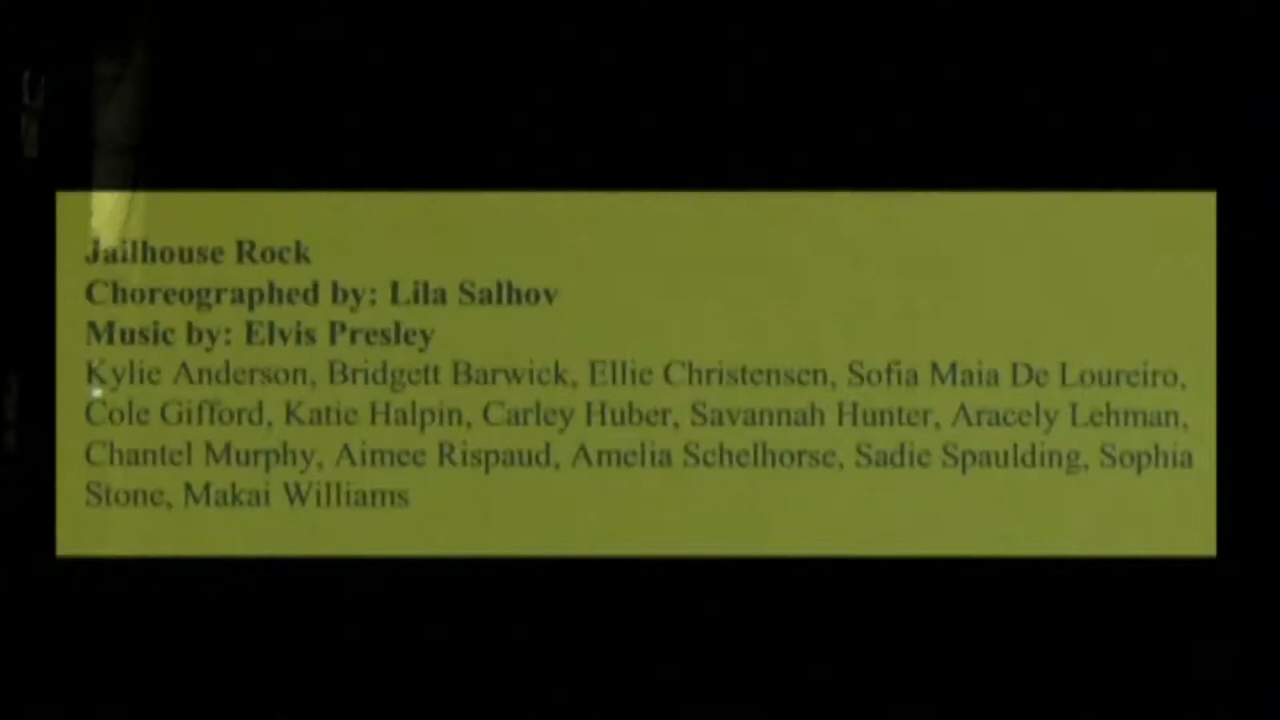 Jailhouse Rock
Choreographed by: Lila Salhov
Music by: Elvis Presley
Kylie Anderson, Bridgett Barwick, Ellie Christensen, Sofia Maia De Loureiro,
Cole Gifford, Katie Halpin, Carley Huber, Savannah Hunter, Aracely Lehman,
Chantel Murphy, Aimee Rispaud, Amelia Schelhorse, Sadie Spaulding, Sophia
Stone, Makai Williams